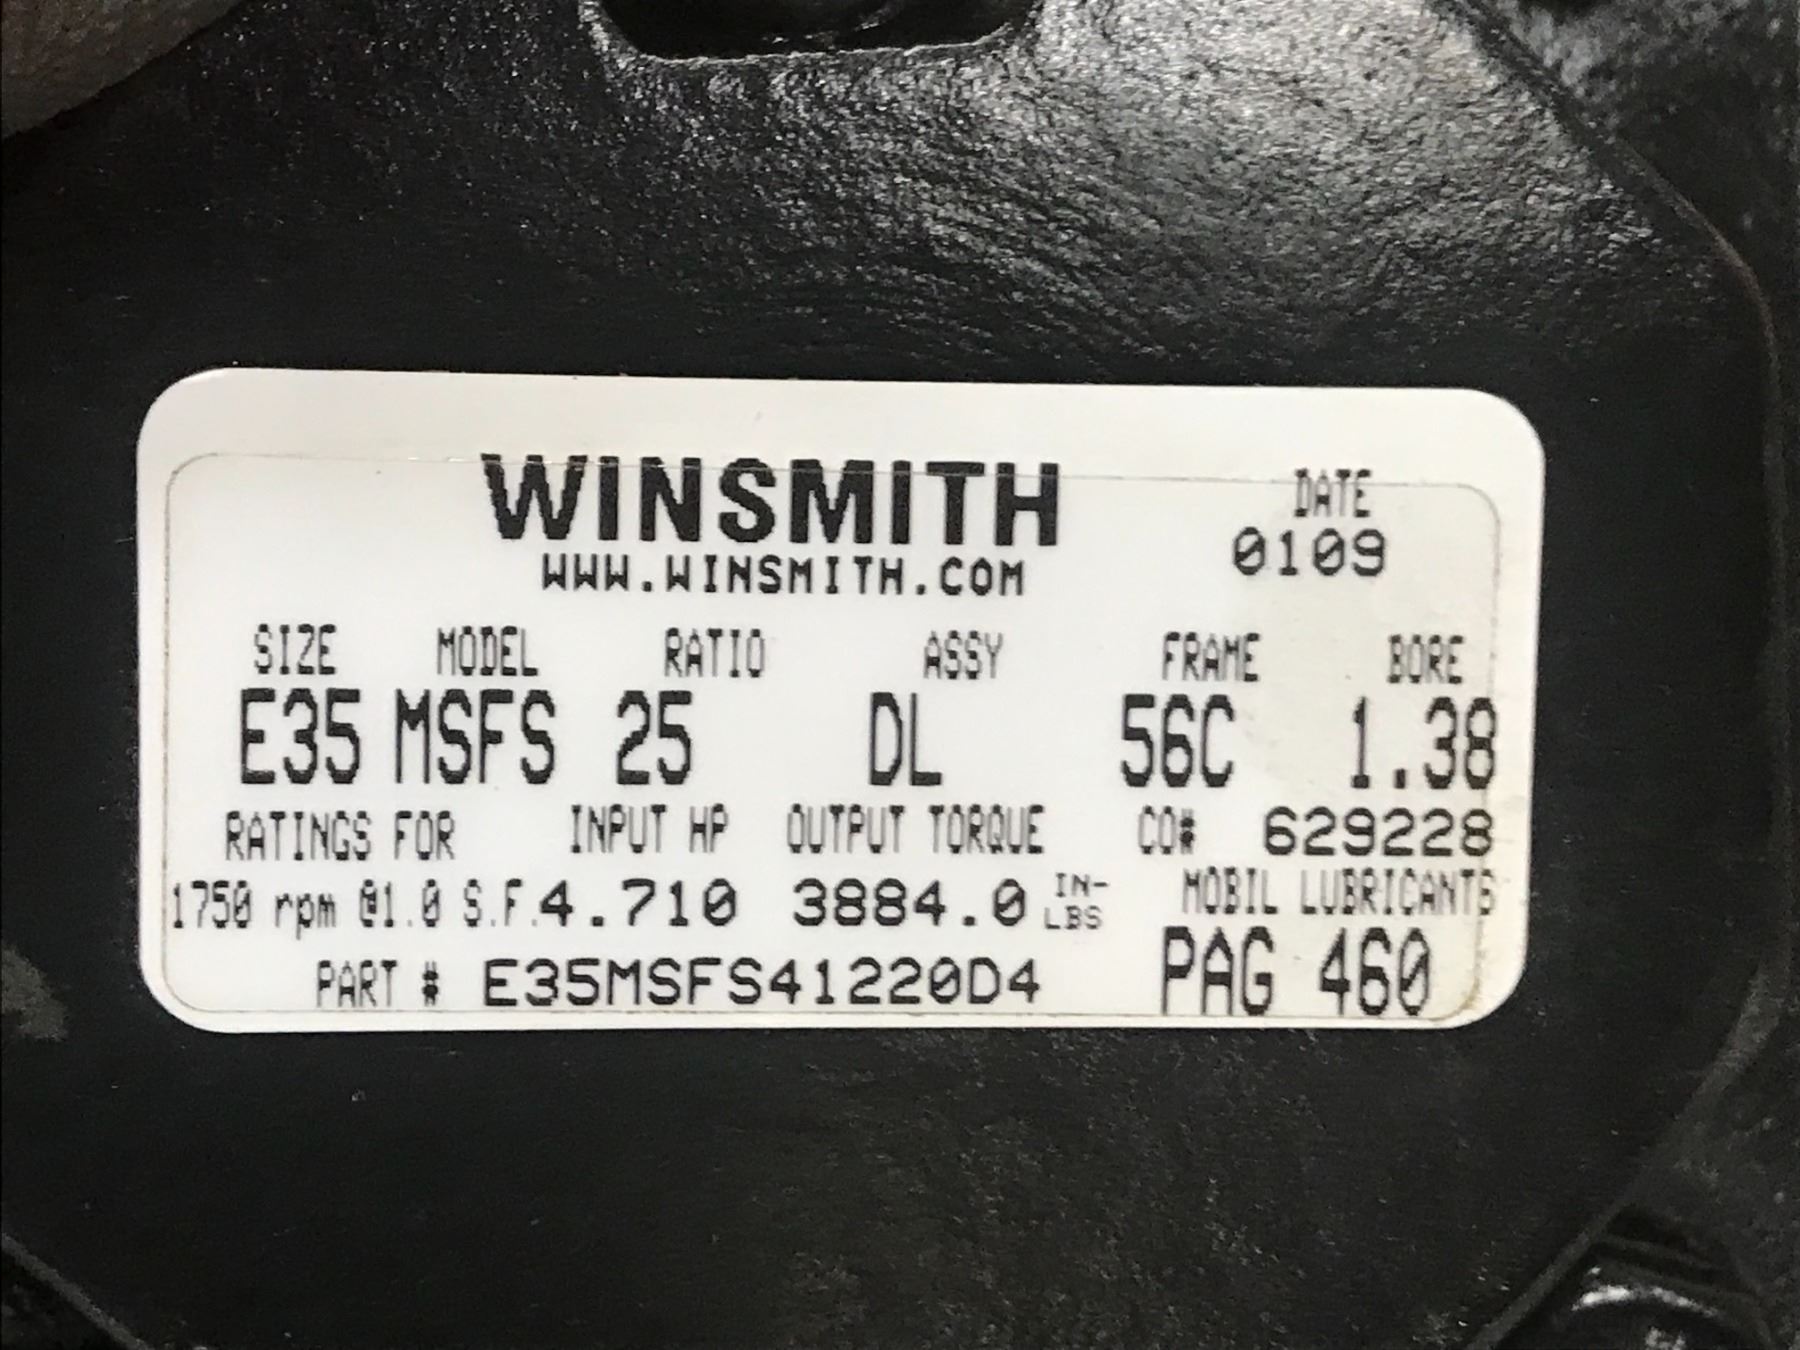 WINSMITH
DATE
WWW.WINSMITH.COM
0109
SIZE MODEL RATIO ASSY FRAME BORE
E35 MSFS 25 DL 56C 1.38
RATINGS FOR INPUT HP OUTPUT TORQUE CO# 629228
1750 rpm @1.0 S.F. 4.710 3884.0 IN-LBS MOBIL LUBRICANTS
PART # E35MSFS41220D4 PAG 460